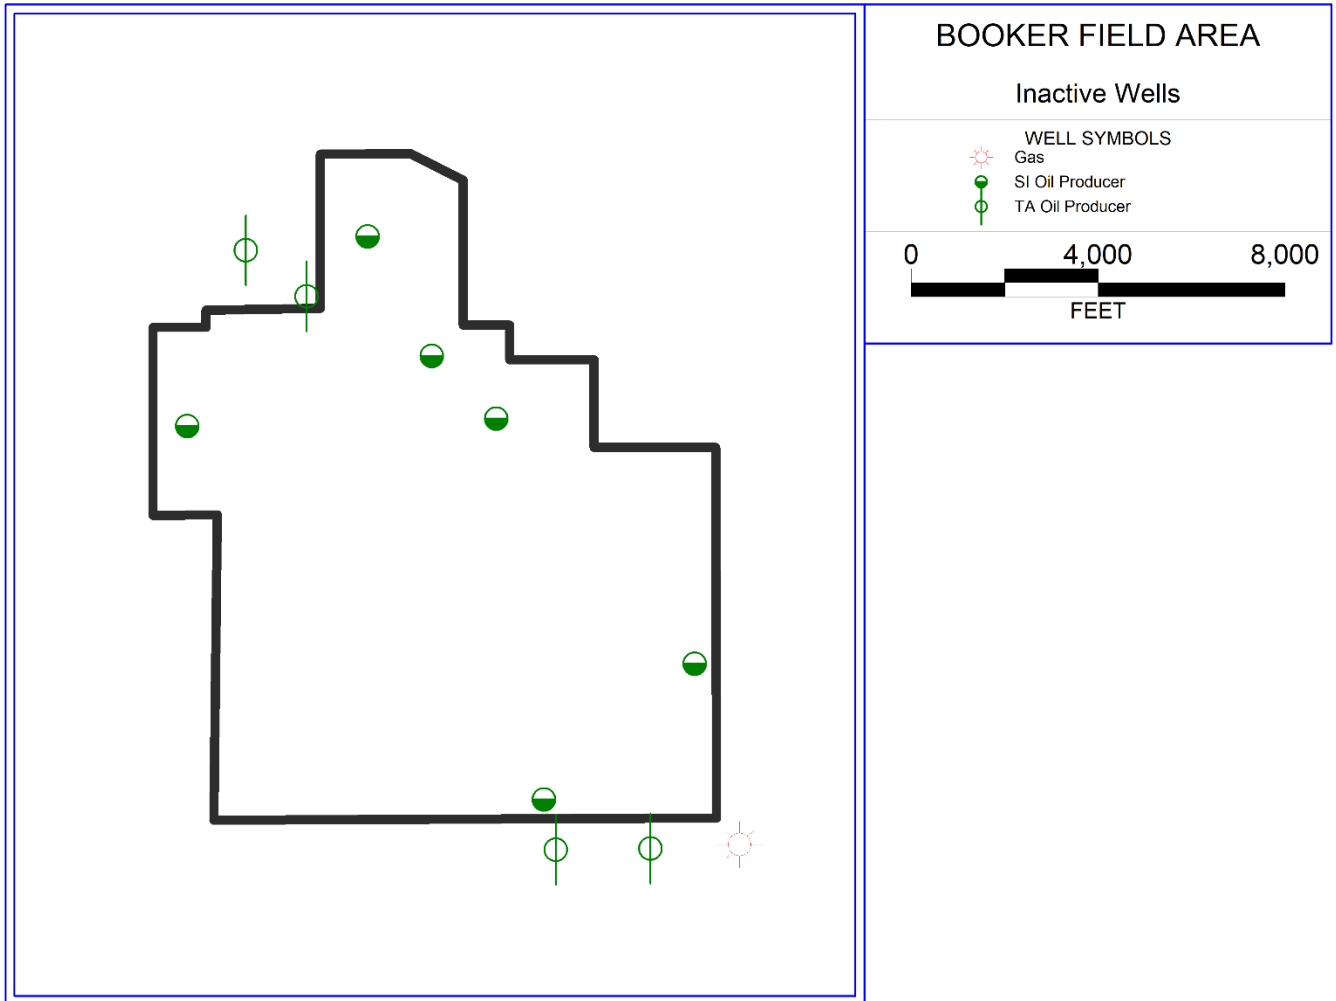 BOOKER FIELD AREA
Inactive Wells
WELL SYMBOLS
Gas
SI Oil Producer
TA Oil Producer
0 4,000 8,000
FEET